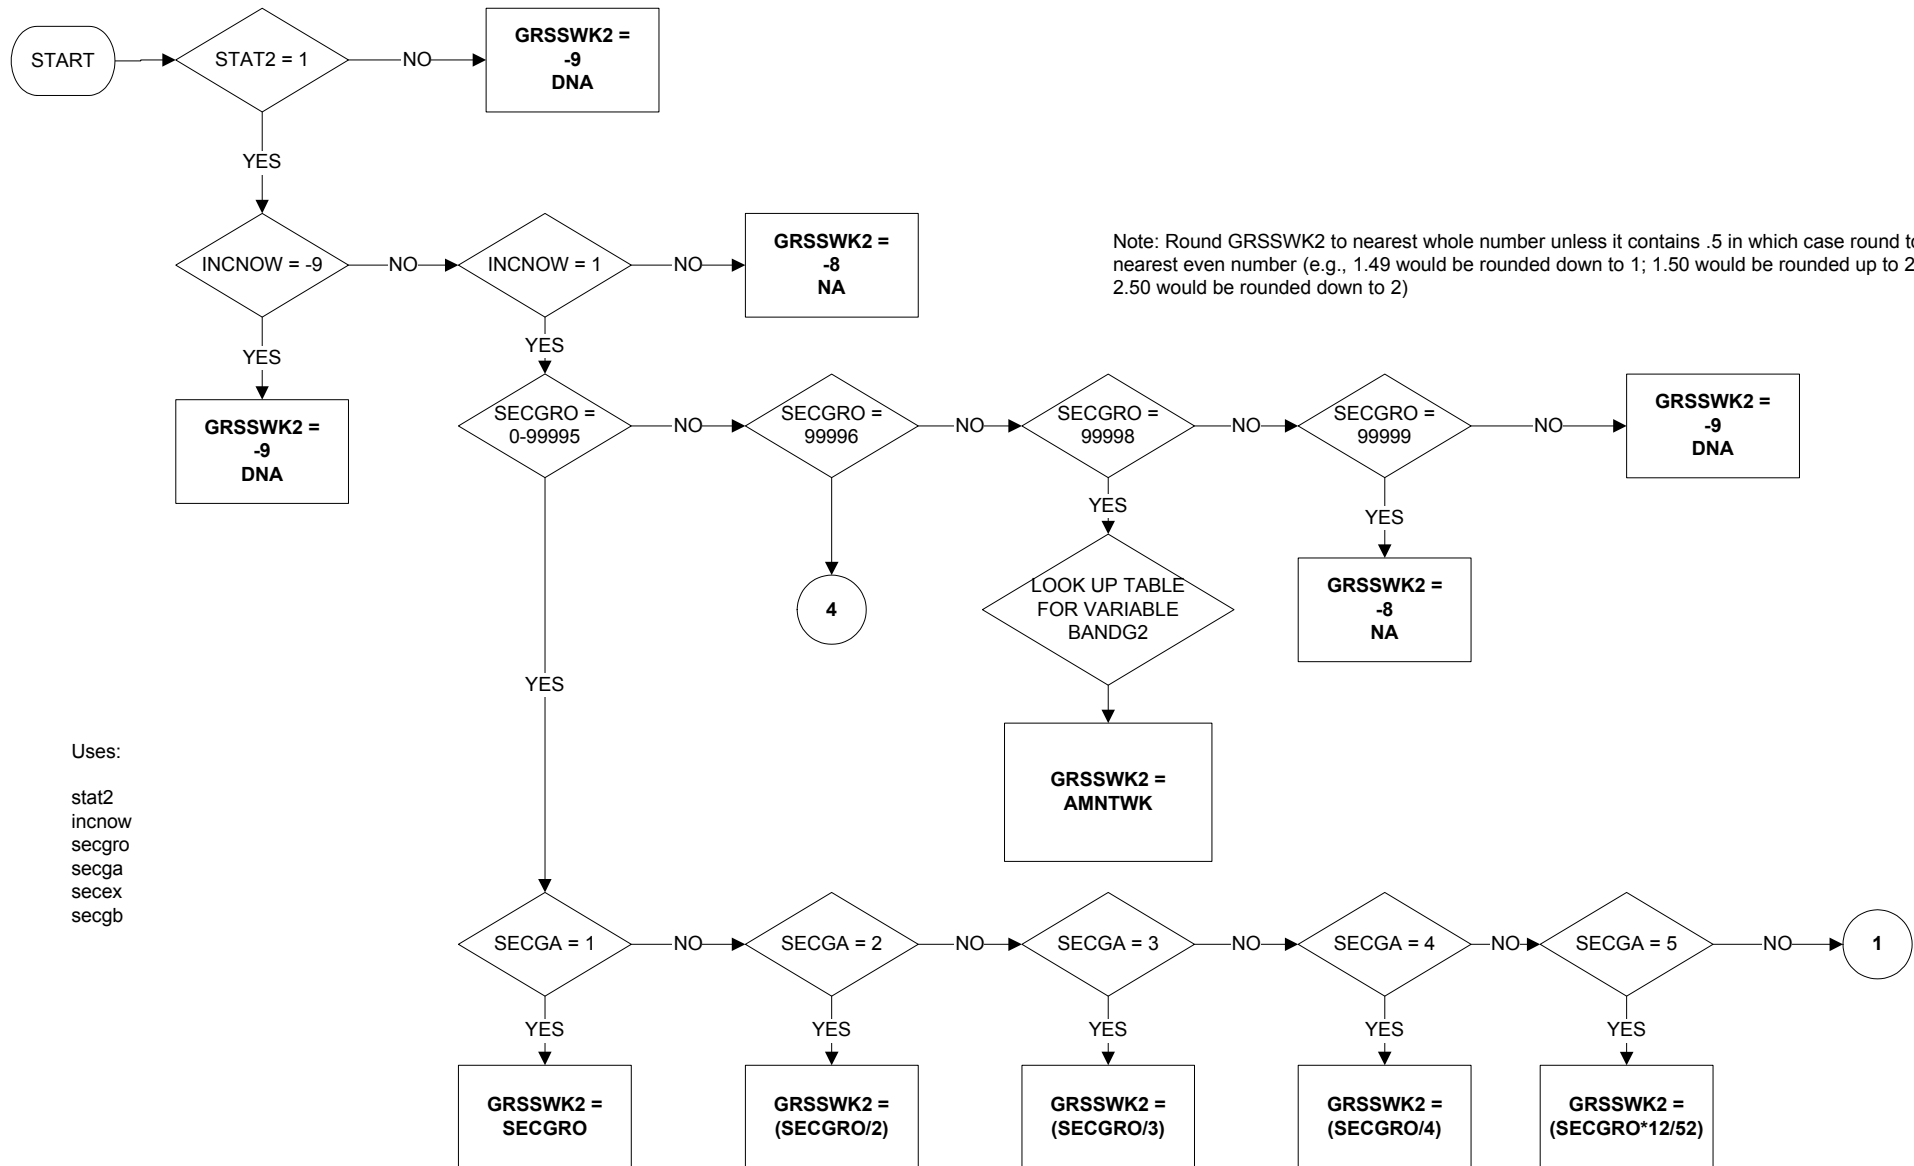 START
STAT2 = 1
NO
GRSSWK2 =
-9
DNA
YES
INCNOW = -9
NO
INCNOW = 1
NO
GRSSWK2 =
-8
NA
Note: Round GRSSWK2 to nearest whole number unless it contains .5 in which case round to
nearest even number (e.g., 1.49 would be rounded down to 1; 1.50 would be rounded up to 2
2.50 would be rounded down to 2)
YES
GRSSWK2 =
-9
DNA
YES
SECGRO =
0-99995
NO
SECGRO =
99996
NO
SECGRO =
99998
NO
SECGRO =
99999
NO
GRSSWK2 =
-9
DNA
4
YES
LOOK UP TABLE
FOR VARIABLE
BANDG2
YES
GRSSWK2 =
-8
NA
YES
GRSSWK2 =
AMNTWK
Uses:
stat2
incnow
secgro
secga
secex
secgb
SECGA = 1
NO
SECGA = 2
NO
SECGA = 3
NO
SECGA = 4
NO
SECGA = 5
NO
1
YES
YES
YES
YES
YES
GRSSWK2 =
SECGRO
GRSSWK2 =
(SECGRO/2)
GRSSWK2 =
(SECGRO/3)
GRSSWK2 =
(SECGRO/4)
GRSSWK2 =
(SECGRO*12/52)